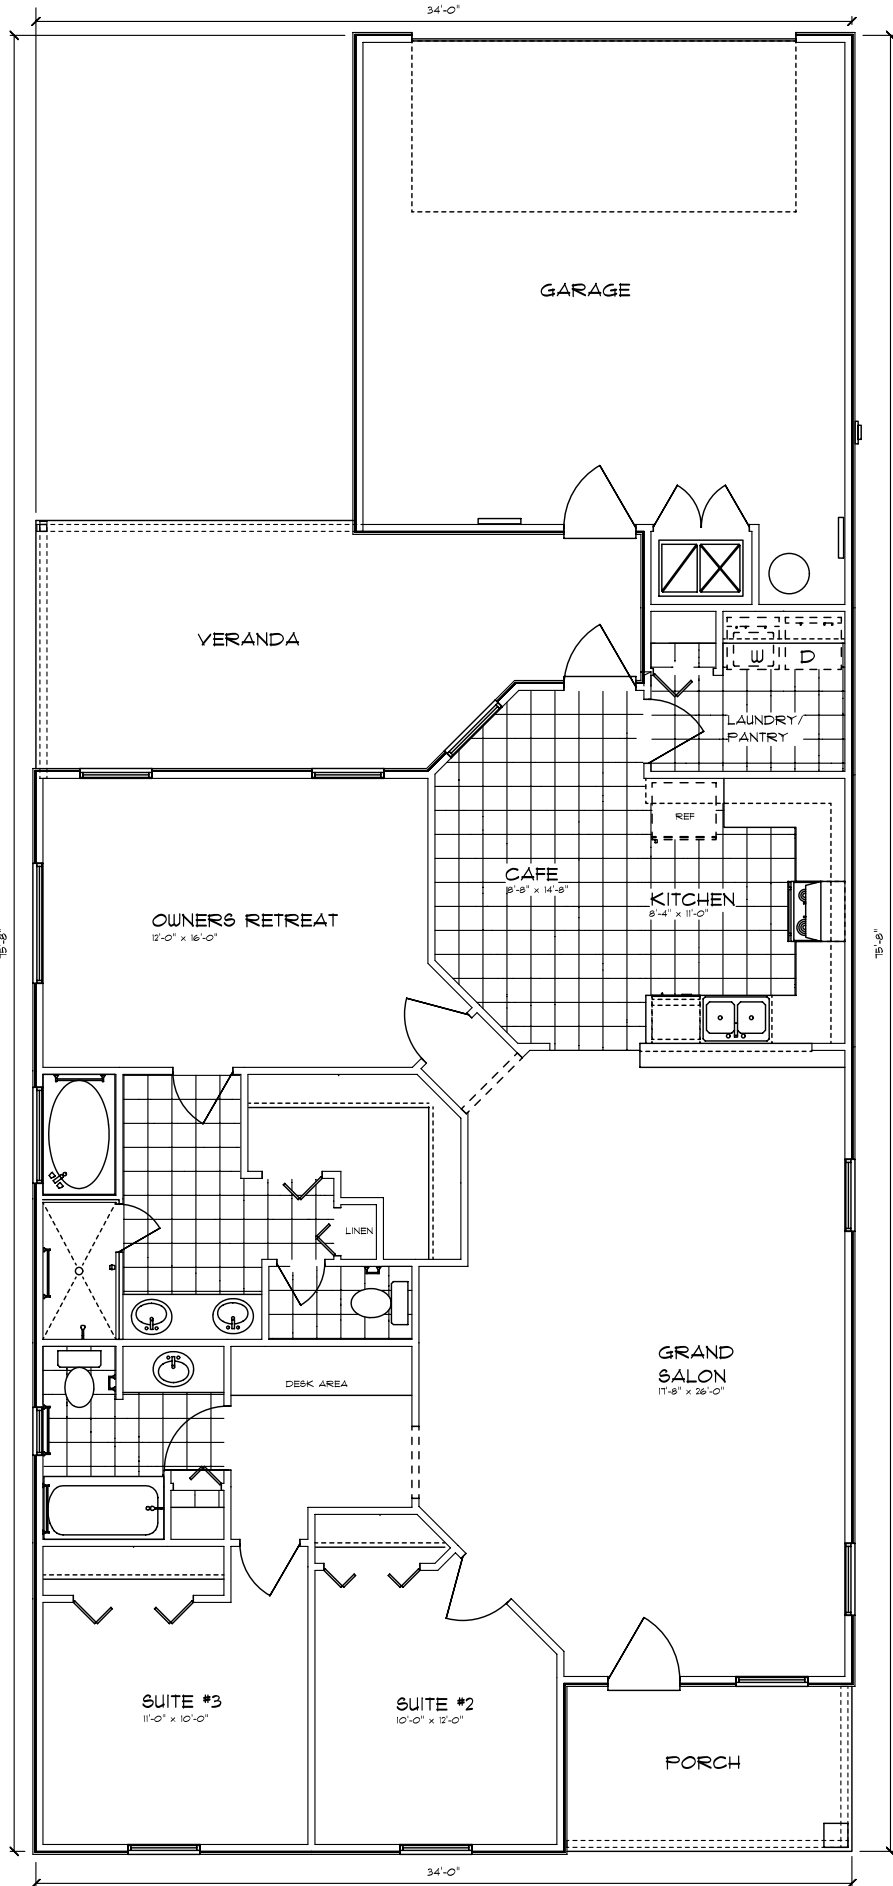 34'-0"
GARAGE
VERANDA
W D
LAUNDRY/
PANTRY
REF
CAFE
8'-8" x 14'-8"
KITCHEN
8'-4" x 11'-0"
OWNERS RETREAT
12'-0" x 16'-0"
75'-8"
75'-8"
LINEN
GRAND
SALON
17'-8" x 26'-0"
DESK AREA
SUITE #3
11'-0" x 10'-0"
SUITE #2
10'-0" x 12'-0"
PORCH
34'-0"